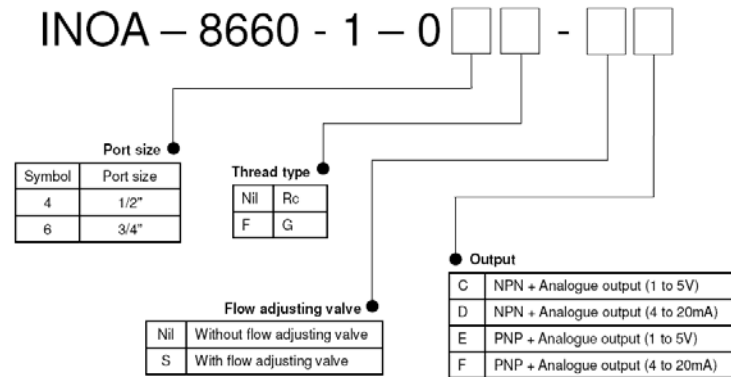 INOA – 8660 - 1 – 0 -
Port size
Symbol Port size
4 1/2"
6 3/4"
Thread type
Nil Rc
F G
Flow adjusting valve
Nil Without flow adjusting valve
S With flow adjusting valve
Output
C NPN + Analogue output (1 to 5V)
D NPN + Analogue output (4 to 20mA)
E PNP + Analogue output (1 to 5V)
F PNP + Analogue output (4 to 20mA)